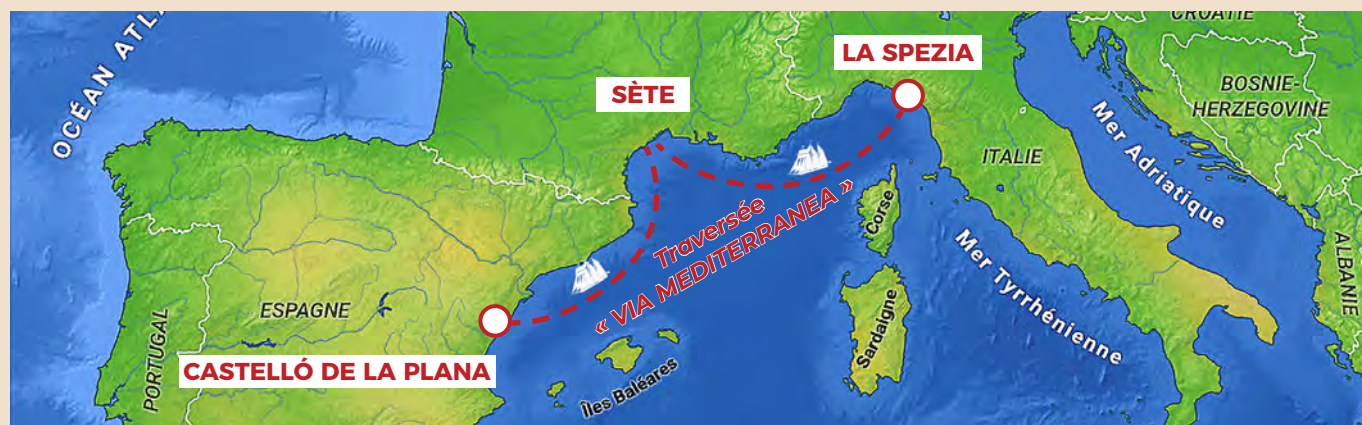 OCÉAN ATL
CROATIE
LA SPEZIA
SÈTE
BOSNIE-
HERZEGOVINE
Mer Adriatique
ITALIE
Traversée
« VIA MEDITERRANEA »
Corse
Mer Tyrrhénienne
ALBANIE
ESPAGNE
PORTUGAL
Sardaigne
CASTELLÓ DE LA PLANA
Îles Baléares